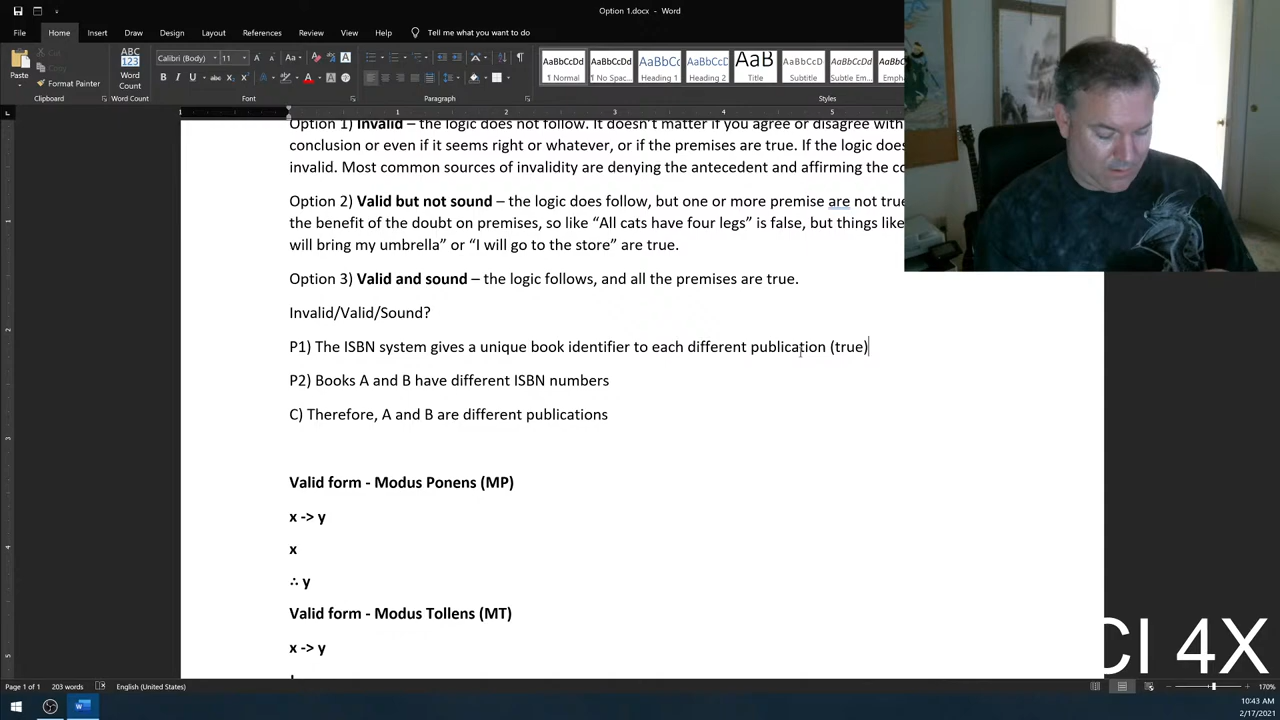 Option 1.docx - Word
File Home Insert Draw Design Layout References Review View Help Tell me what you want to do
Paste
Cut
Copy
Format Painter
Clipboard
ABC
123
Word
Count
Word Count
Calibri (Body) 11
Font
Paragraph
AaBbCcDd AaBbCcDd AaBbCc AaBbCcD AaB AaBbCcD AaBbCcDd AaBbCcD
1 Normal 1 No Spac... Heading 1 Heading 2 Title Subtitle Subtle Em... Empha
Styles
Option 1) Invalid – the logic does not follow. It doesn't matter if you agree or disagree with
conclusion or even if it seems right or whatever, or if the premises are true. If the logic does
invalid. Most common sources of invalidity are denying the antecedent and affirming the co
Option 2) Valid but not sound – the logic does follow, but one or more premise are not true
the benefit of the doubt on premises, so like “All cats have four legs” is false, but things like
will bring my umbrella” or “I will go to the store” are true.
Option 3) Valid and sound – the logic follows, and all the premises are true.
Invalid/Valid/Sound?
P1) The ISBN system gives a unique book identifier to each different publication (true)
P2) Books A and B have different ISBN numbers
C) Therefore, A and B are different publications
Valid form - Modus Ponens (MP)
x -> y
x
∴ y
Valid form - Modus Tollens (MT)
x -> y
CI 4X
Page 1 of 1 203 words English (United States) 170%
10:43 AM
2/17/2021